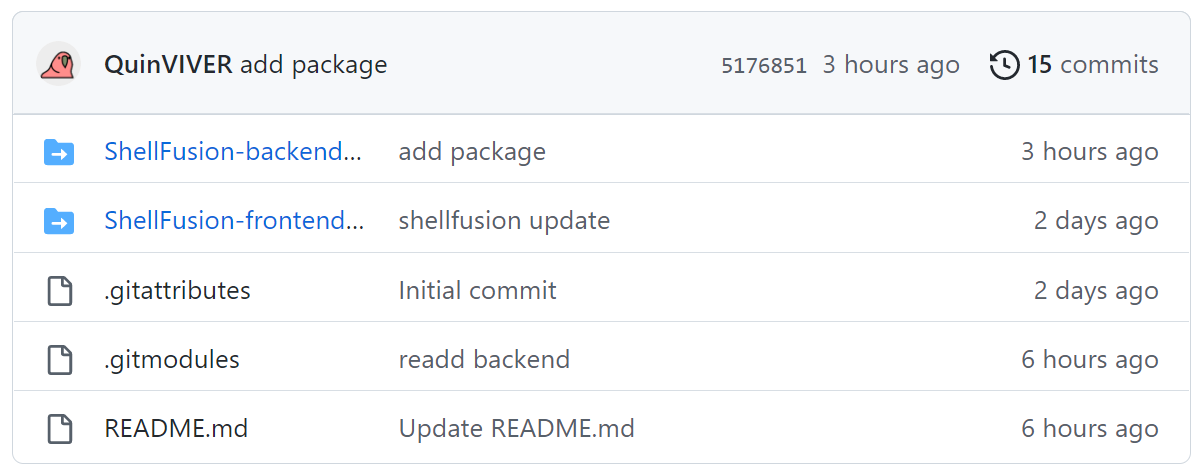 QuinVIVER add package 5176851 3 hours ago 15 commits
ShellFusion-backend... add package 3 hours ago
ShellFusion-frontend... shellfusion update 2 days ago
.gitattributes Initial commit 2 days ago
.gitmodules readd backend 6 hours ago
README.md Update README.md 6 hours ago